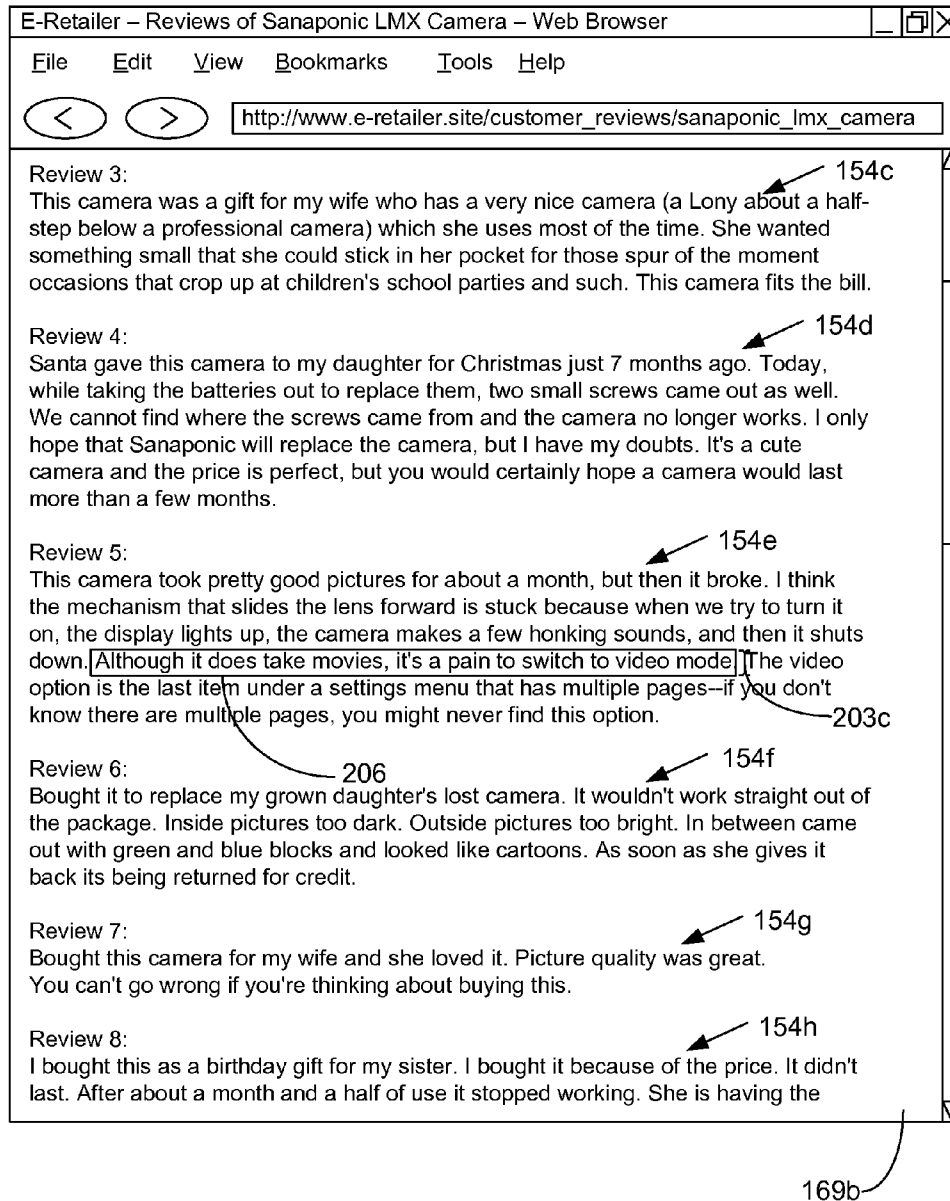 E-Retailer – Reviews of Sanaponic LMX Camera – Web Browser
File Edit View Bookmarks Tools Help
< >
http://www.e-retailer.site/customer_reviews/sanaponic_lmx_camera
Review 3:
154c
This camera was a gift for my wife who has a very nice camera (a Lony about a half-
step below a professional camera) which she uses most of the time. She wanted
something small that she could stick in her pocket for those spur of the moment
occasions that crop up at children's school parties and such. This camera fits the bill.
Review 4:
154d
Santa gave this camera to my daughter for Christmas just 7 months ago. Today,
while taking the batteries out to replace them, two small screws came out as well.
We cannot find where the screws came from and the camera no longer works. I only
hope that Sanaponic will replace the camera, but I have my doubts. It's a cute
camera and the price is perfect, but you would certainly hope a camera would last
more than a few months.
Review 5:
154e
This camera took pretty good pictures for about a month, but then it broke. I think
the mechanism that slides the lens forward is stuck because when we try to turn it
on, the display lights up, the camera makes a few honking sounds, and then it shuts
down. Although it does take movies, it's a pain to switch to video mode. The video
option is the last item under a settings menu that has multiple pages--if you don't
know there are multiple pages, you might never find this option.
203c
Review 6:
206
154f
Bought it to replace my grown daughter's lost camera. It wouldn't work straight out of
the package. Inside pictures too dark. Outside pictures too bright. In between came
out with green and blue blocks and looked like cartoons. As soon as she gives it
back its being returned for credit.
Review 7:
154g
Bought this camera for my wife and she loved it. Picture quality was great.
You can't go wrong if you're thinking about buying this.
Review 8:
154h
I bought this as a birthday gift for my sister. I bought it because of the price. It didn't
last. After about a month and a half of use it stopped working. She is having the
169b